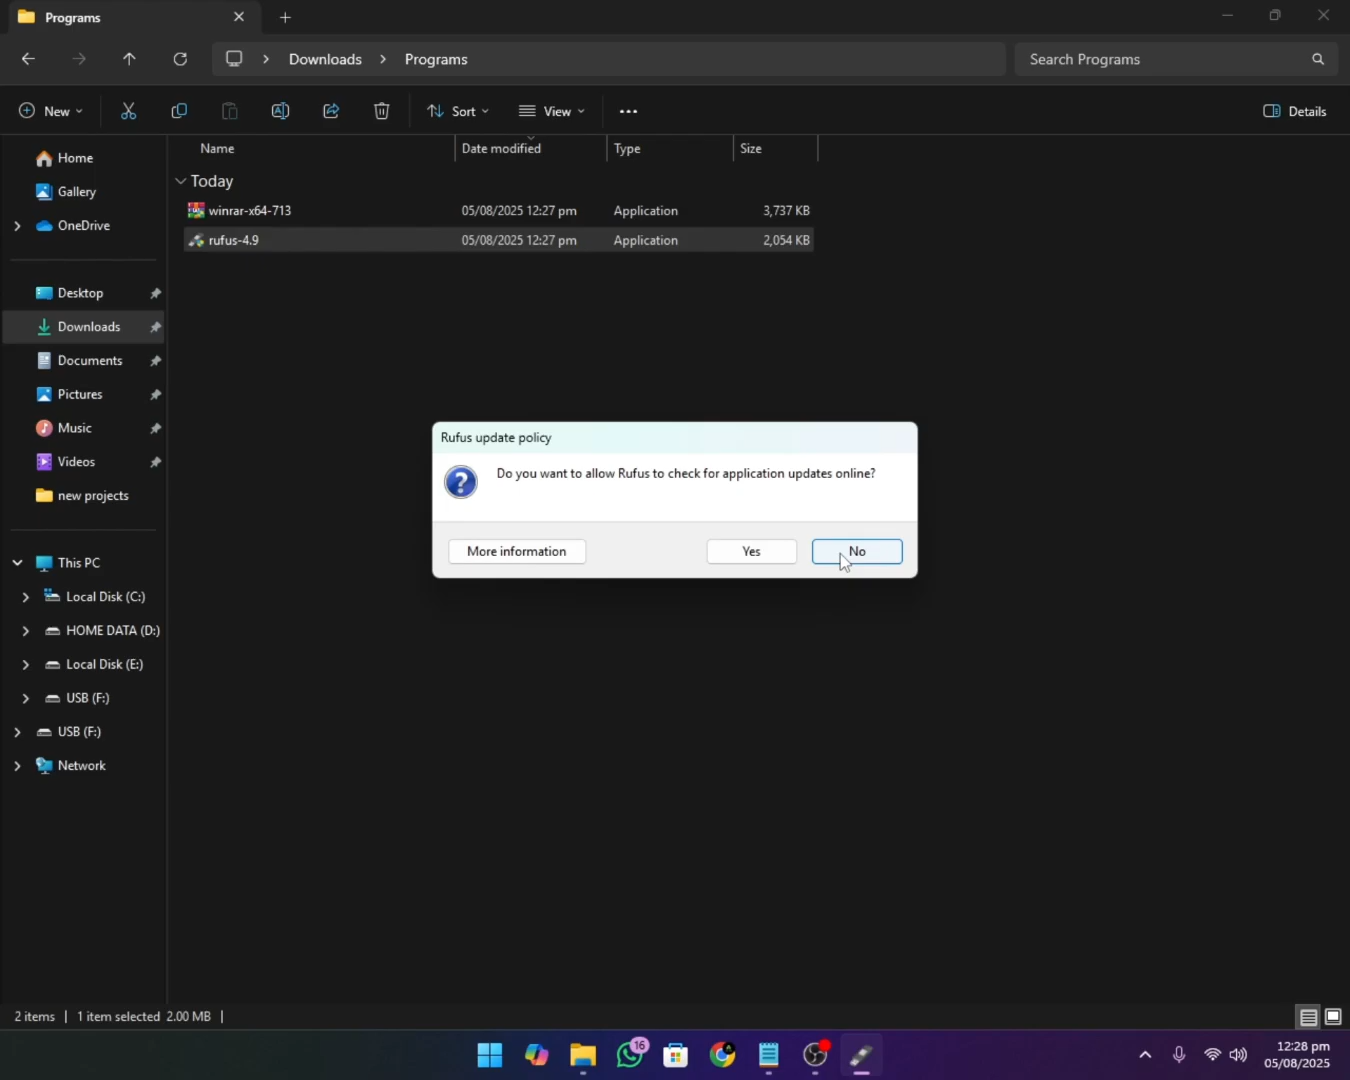 Programs
Downloads > Programs
Search Programs
New
Sort
View
Details
Name
Date modified
Type
Size
Today
winrar-x64-713
05/08/2025 12:27 pm
Application
3,737 KB
rufus-4.9
05/08/2025 12:27 pm
Application
2,054 KB
Home
Gallery
OneDrive
Desktop
Downloads
Documents
Pictures
Music
Videos
new projects
This PC
Local Disk (C:)
HOME DATA (D:)
Local Disk (E:)
USB (F:)
USB (F:)
Network
Rufus update policy
Do you want to allow Rufus to check for application updates online?
More information
Yes
No
2 items | 1 item selected 2.00 MB |
16
12:28 pm
05/08/2025